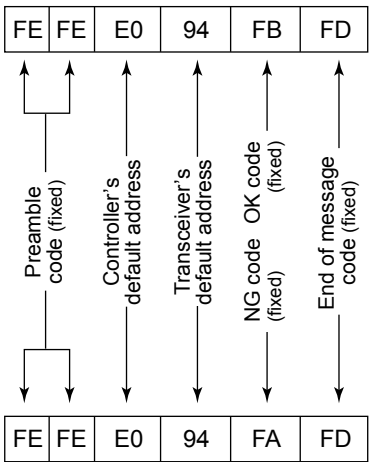 FE FE E0 94 FB FD
Preamble
code (fixed)
Controller's
default address
Transceiver's
default address
OK code
(fixed)
NG code
(fixed)
End of message
code (fixed)
FE FE E0 94 FA FD